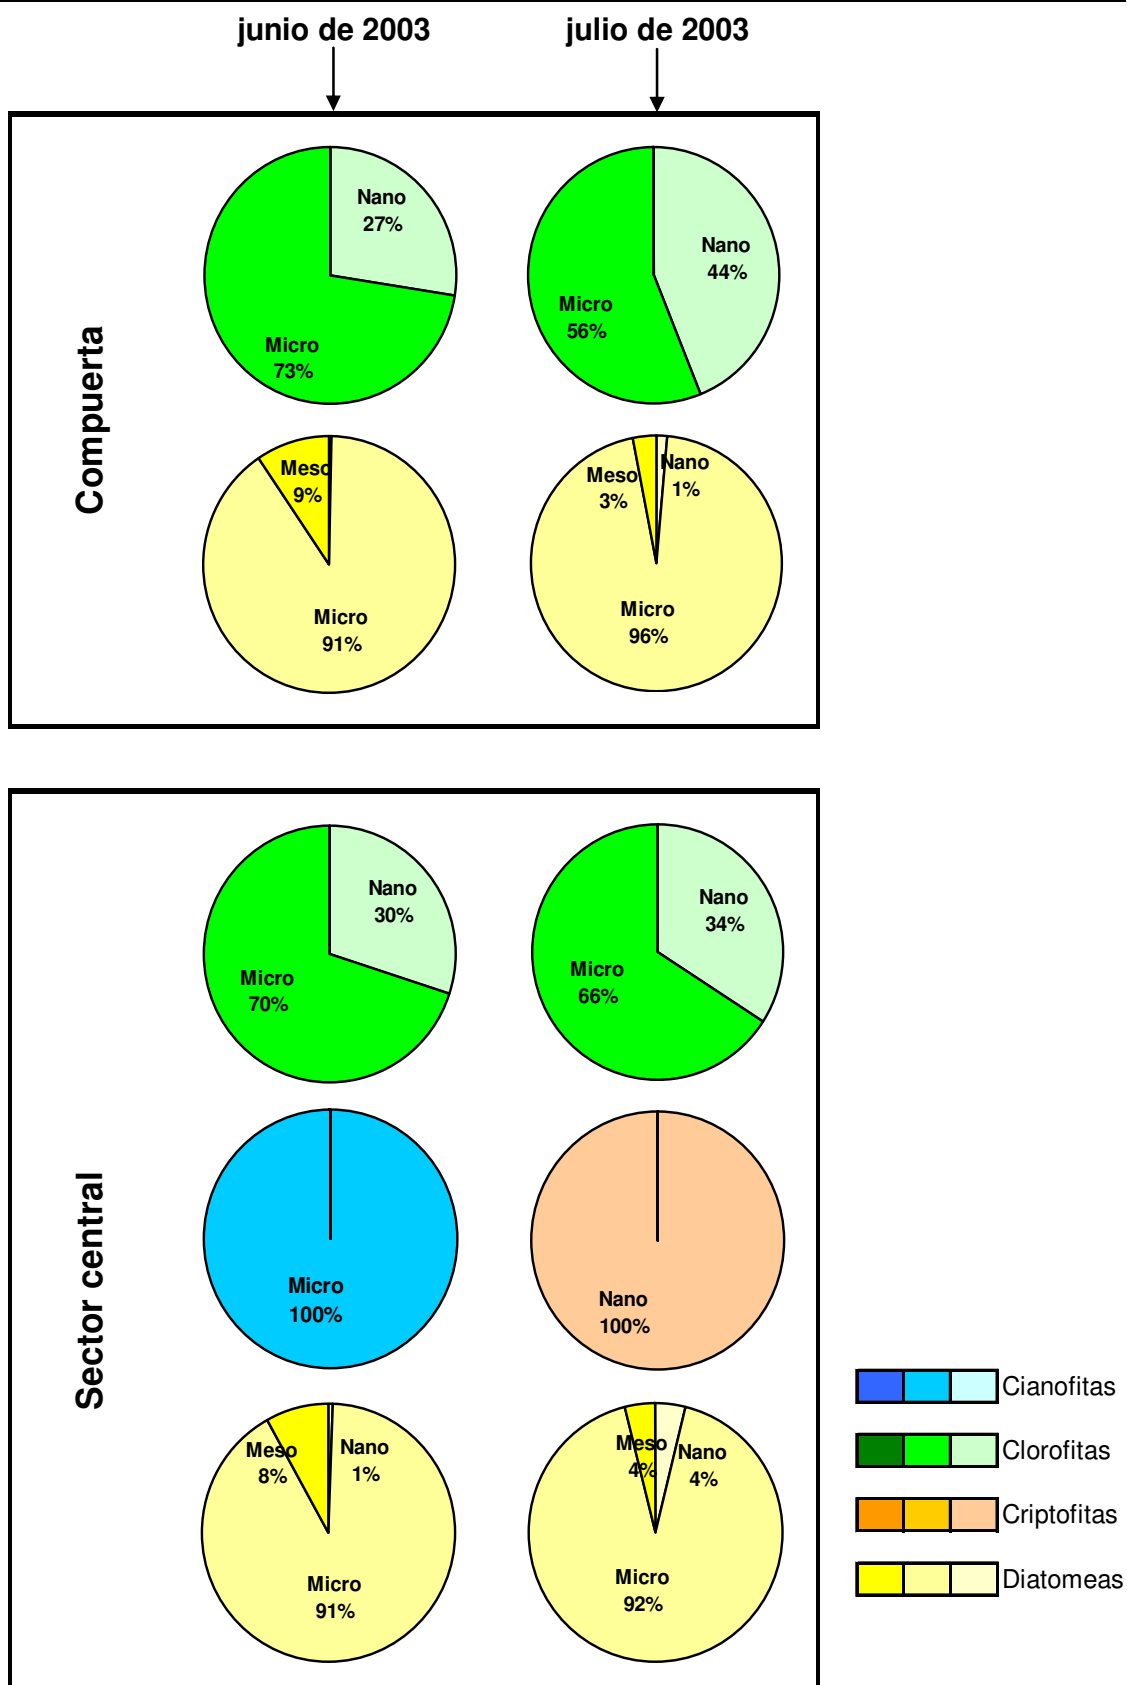 junio de 2003
julio de 2003
Compuerta
Nano
27%
Micro
73%
Nano
44%
Micro
56%
Meso
9%
Micro
91%
Meso
3%
Nano
1%
Micro
96%
Sector central
Nano
30%
Micro
70%
Nano
34%
Micro
66%
Micro
100%
Nano
100%
Meso
8%
Nano
1%
Micro
91%
Meso
4%
Nano
4%
Micro
92%
Cianofitas
Clorofitas
Criptofitas
Diatomeas